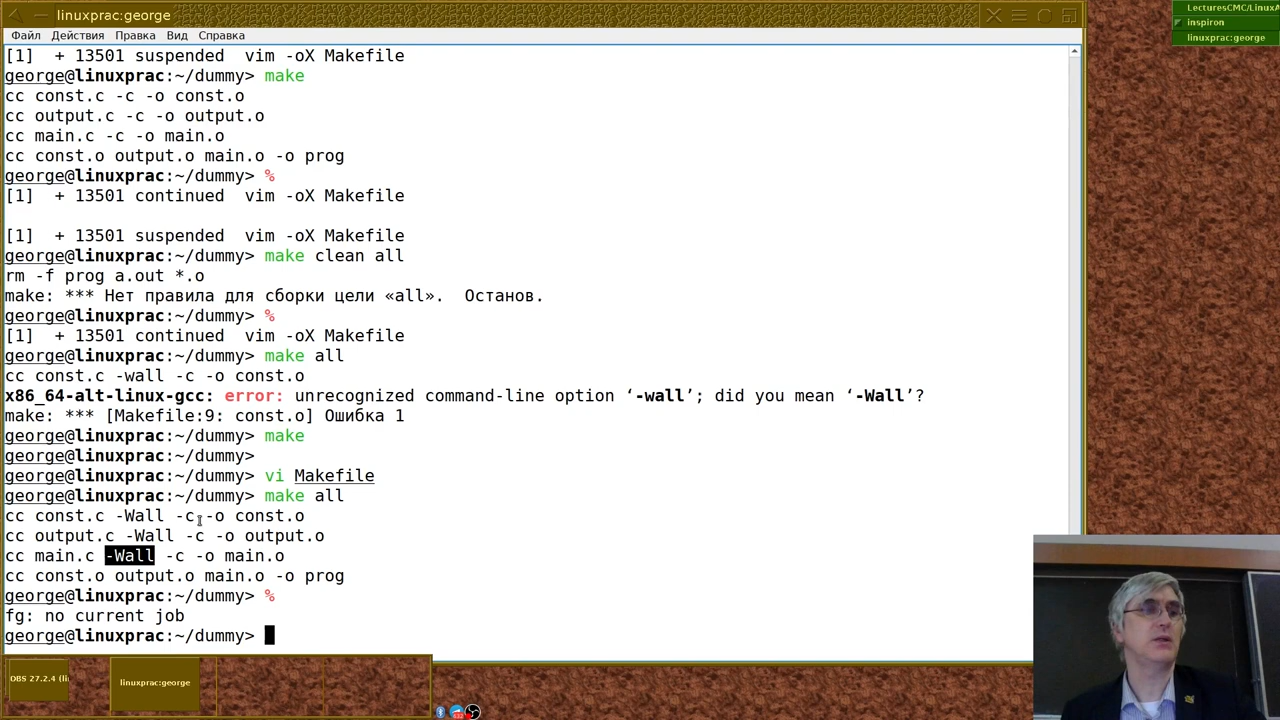 linuxprac:george
Файл Действия Правка Вид Справка
[1]  + 13501 suspended  vim -oX Makefile
george@linuxprac:~/dummy> make
cc const.c -c -o const.o
cc output.c -c -o output.o
cc main.c -c -o main.o
cc const.o output.o main.o -o prog
george@linuxprac:~/dummy> %
[1]  + 13501 continued  vim -oX Makefile
[1]  + 13501 suspended  vim -oX Makefile
george@linuxprac:~/dummy> make clean all
rm -f prog a.out *.o
make: *** Нет правила для сборки цели «all».  Останов.
george@linuxprac:~/dummy> %
[1]  + 13501 continued  vim -oX Makefile
george@linuxprac:~/dummy> make all
cc const.c -wall -c -o const.o
x86_64-alt-linux-gcc: error: unrecognized command-line option ‘-wall’; did you mean ‘-Wall’?
make: *** [Makefile:9: const.o] Ошибка 1
george@linuxprac:~/dummy> make
george@linuxprac:~/dummy>
george@linuxprac:~/dummy> vi Makefile
george@linuxprac:~/dummy> make all
cc const.c -Wall -c -o const.o
cc output.c -Wall -c -o output.o
cc main.c -Wall -c -o main.o
cc const.o output.o main.o -o prog
george@linuxprac:~/dummy> %
fg: no current job
george@linuxprac:~/dummy>
LecturesCMC/LinuxA
inspiron
linuxprac:george
OBS 27.2.4 (li
linuxprac:george